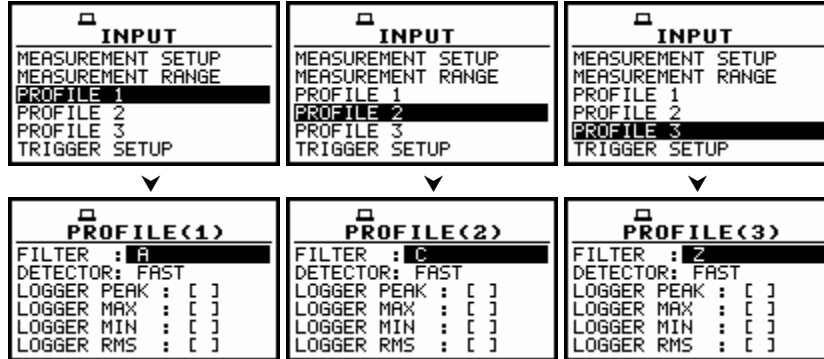 INPUT
MEASUREMENT SETUP
MEASUREMENT RANGE
PROFILE 1
PROFILE 2
PROFILE 3
TRIGGER SETUP
INPUT
MEASUREMENT SETUP
MEASUREMENT RANGE
PROFILE 1
PROFILE 2
PROFILE 3
TRIGGER SETUP
INPUT
MEASUREMENT SETUP
MEASUREMENT RANGE
PROFILE 1
PROFILE 2
PROFILE 3
TRIGGER SETUP
PROFILE(1)
FILTER : A
DETECTOR: FAST
LOGGER PEAK : [ ]
LOGGER MAX : [ ]
LOGGER MIN : [ ]
LOGGER RMS : [ ]
PROFILE(2)
FILTER : C
DETECTOR: FAST
LOGGER PEAK : [ ]
LOGGER MAX : [ ]
LOGGER MIN : [ ]
LOGGER RMS : [ ]
PROFILE(3)
FILTER : Z
DETECTOR: FAST
LOGGER PEAK : [ ]
LOGGER MAX : [ ]
LOGGER MIN : [ ]
LOGGER RMS : [ ]